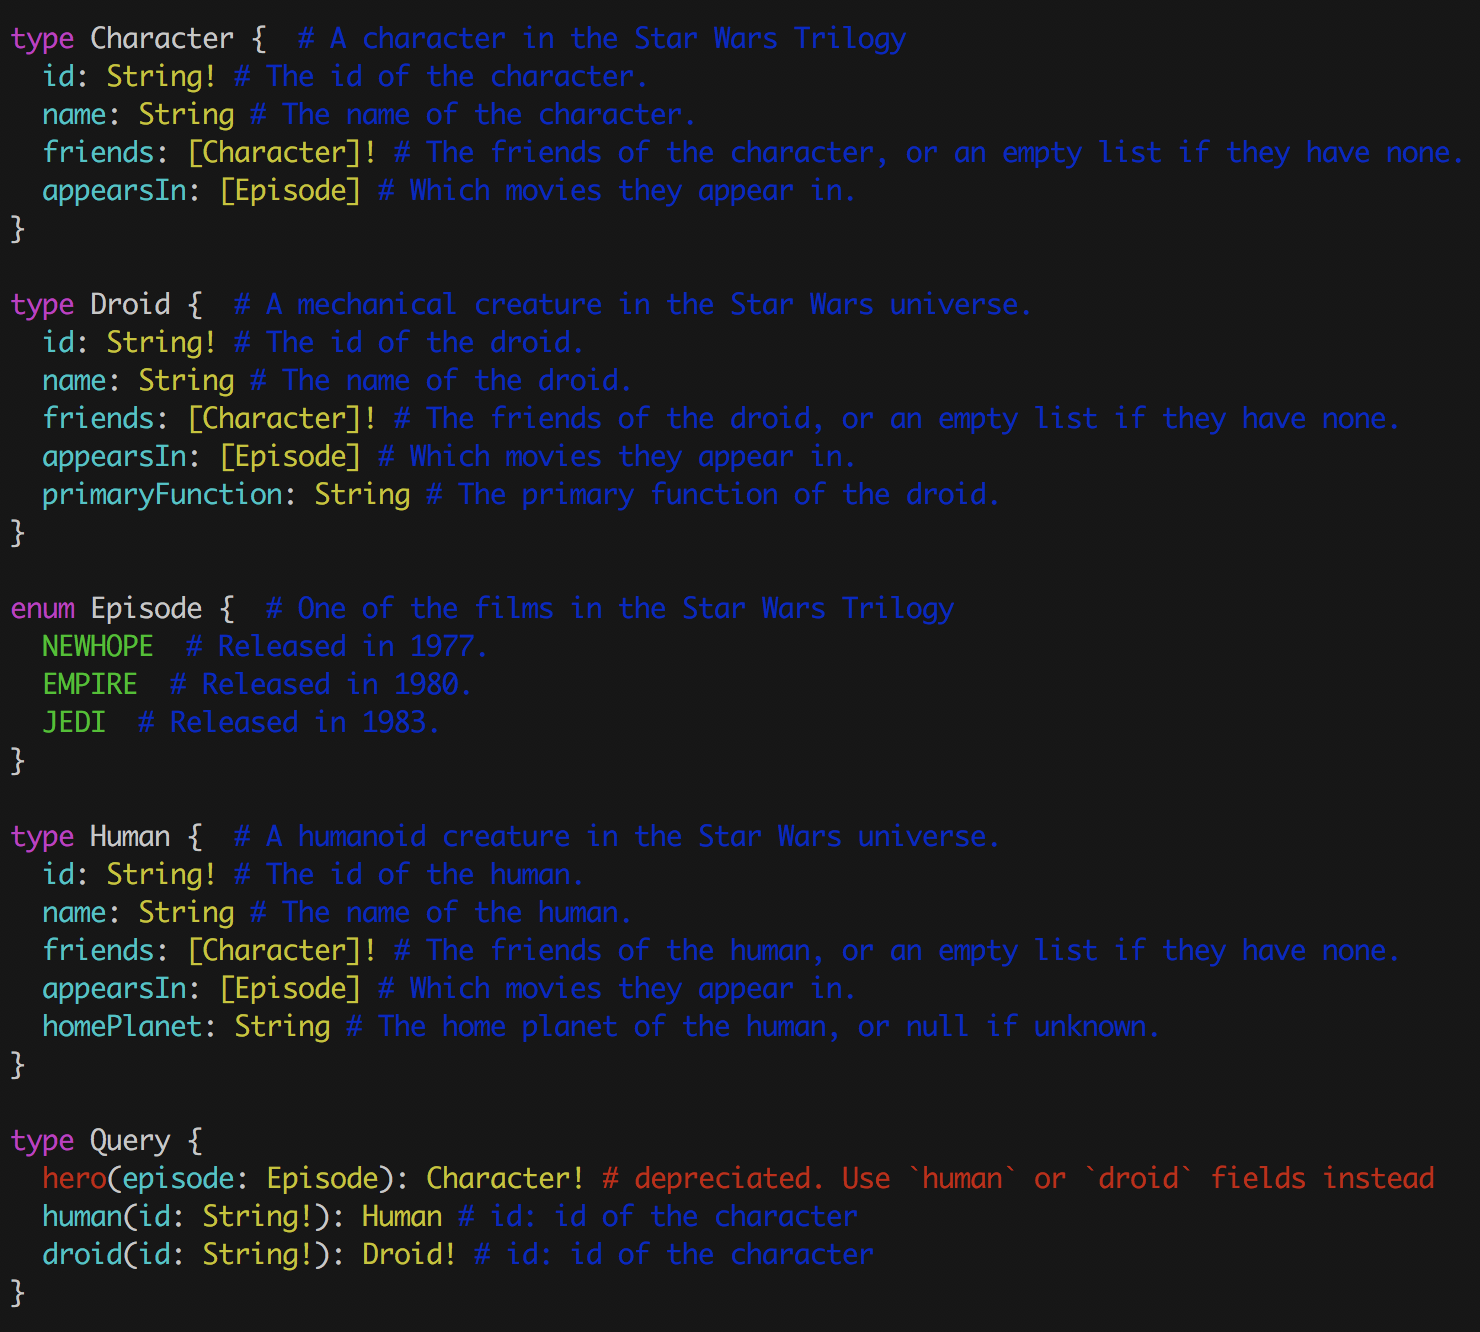 type Character {  # A character in the Star Wars Trilogy
  id: String! # The id of the character.
  name: String # The name of the character.
  friends: [Character]! # The friends of the character, or an empty list if they have none.
  appearsIn: [Episode] # Which movies they appear in.
}

type Droid {  # A mechanical creature in the Star Wars universe.
  id: String! # The id of the droid.
  name: String # The name of the droid.
  friends: [Character]! # The friends of the droid, or an empty list if they have none.
  appearsIn: [Episode] # Which movies they appear in.
  primaryFunction: String # The primary function of the droid.
}

enum Episode {  # One of the films in the Star Wars Trilogy
  NEWHOPE  # Released in 1977.
  EMPIRE  # Released in 1980.
  JEDI  # Released in 1983.
}

type Human {  # A humanoid creature in the Star Wars universe.
  id: String! # The id of the human.
  name: String # The name of the human.
  friends: [Character]! # The friends of the human, or an empty list if they have none.
  appearsIn: [Episode] # Which movies they appear in.
  homePlanet: String # The home planet of the human, or null if unknown.
}

type Query {
  hero(episode: Episode): Character! # depreciated. Use `human` or `droid` fields instead
  human(id: String!): Human # id: id of the character
  droid(id: String!): Droid! # id: id of the character
}